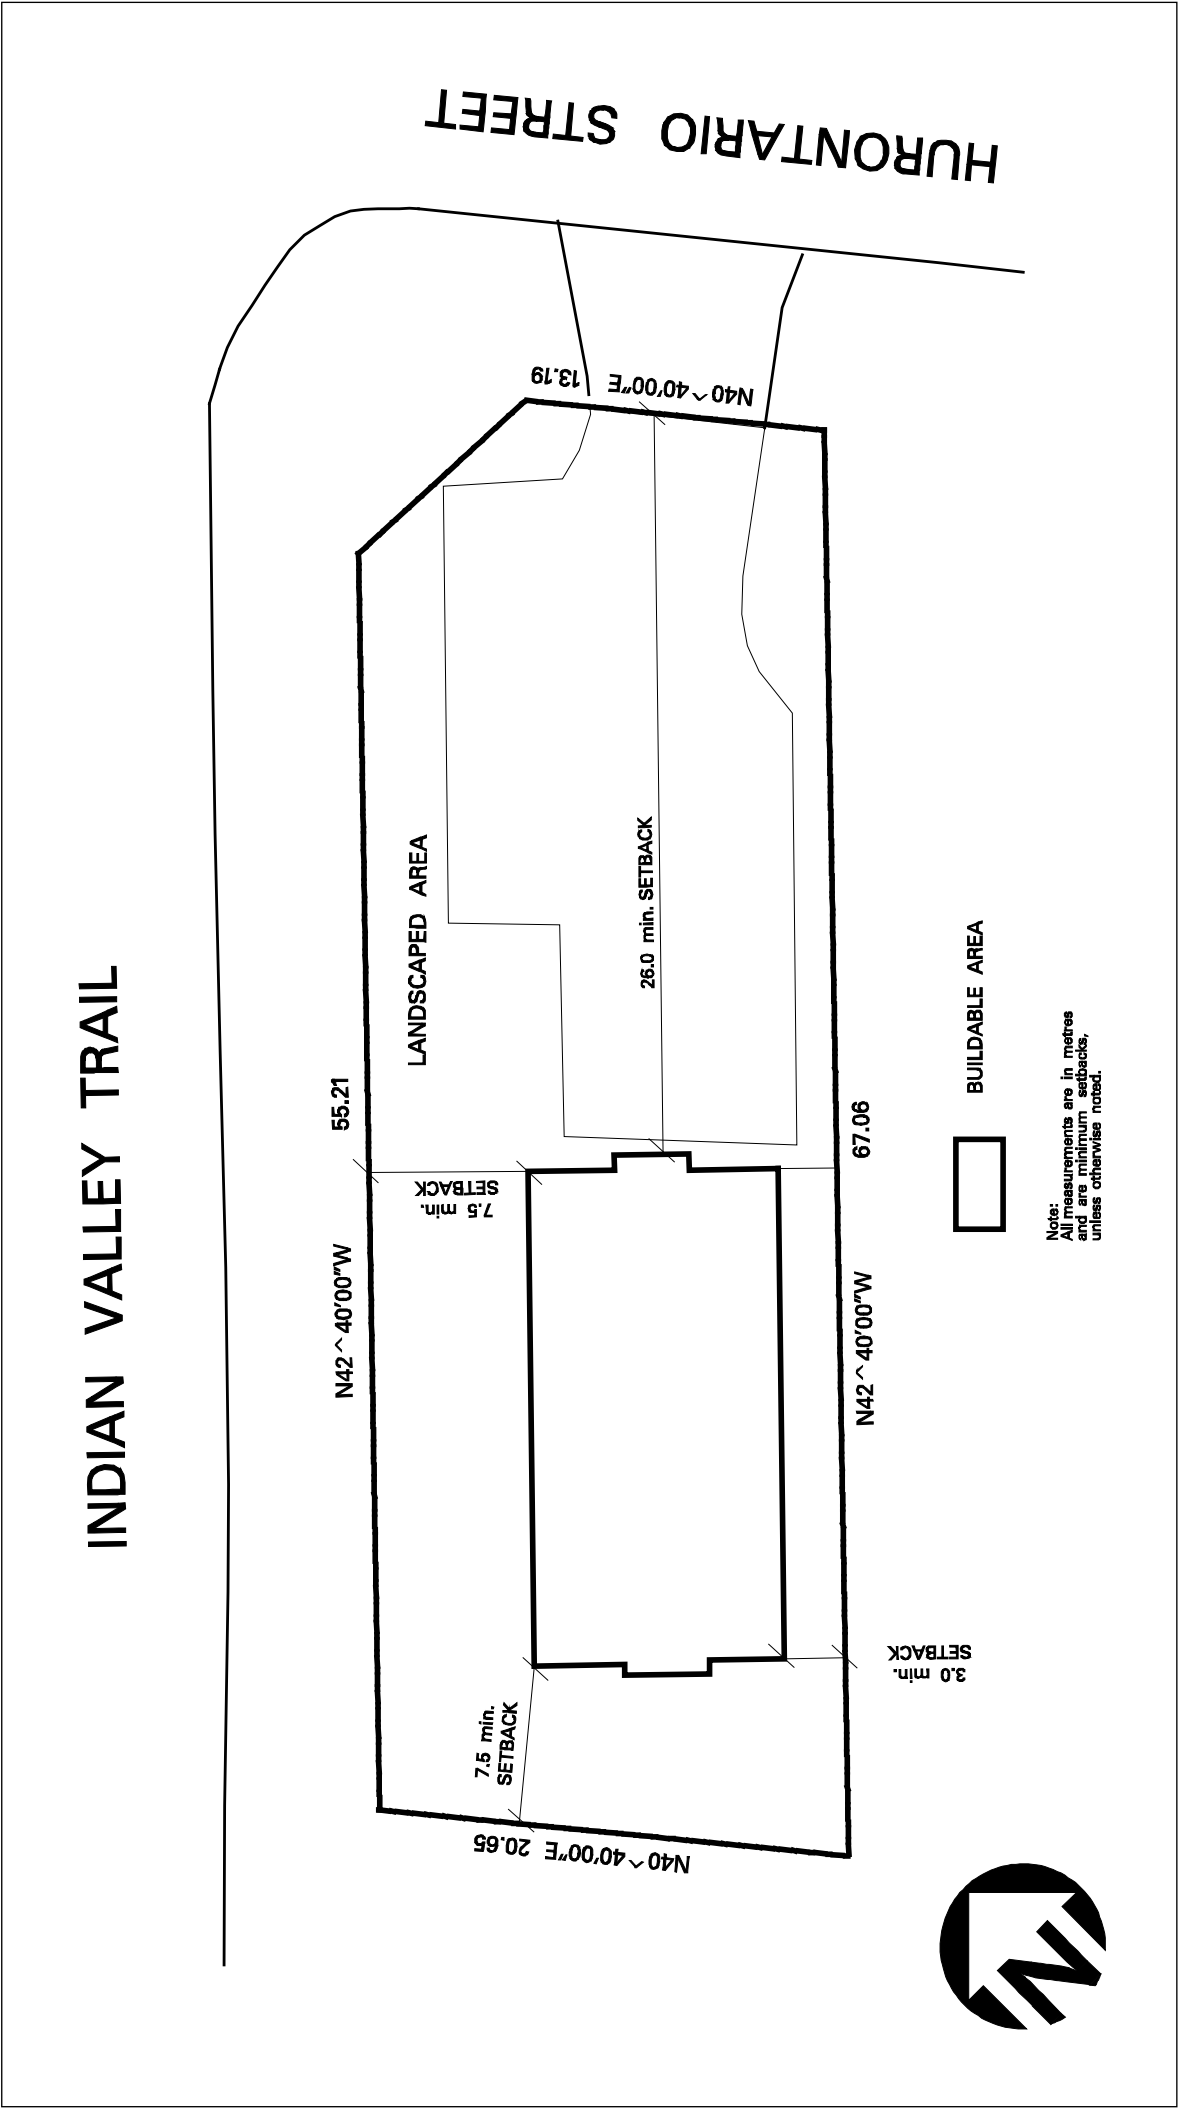 HURONTARIO STREET
13.19 N40^40'00"E
INDIAN VALLEY TRAIL
LANDSCAPED AREA
26.0 min. SETBACK
55.21
N42^40'00"W
7.5 min.
SETBACK
67.06
N42^40'00"W
BUILDABLE AREA
Note:
All measurements are in metres
and are minimum setbacks,
unless otherwise noted.
3.0 min.
SETBACK
7.5 min.
SETBACK
N40^40'00"E 20.65
N